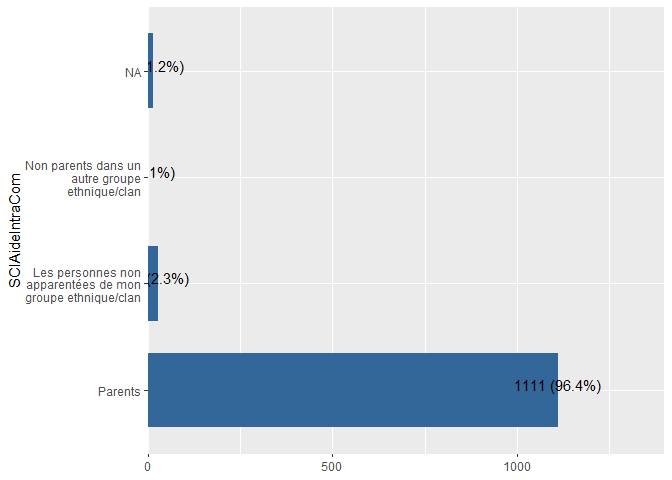 SCIAideIntraCom
NA
1.2%)
Non parents dans un
autre groupe
ethnique/clan
1%)
Les personnes non
apparentées de mon
groupe ethnique/clan
(2.3%)
Parents
1111 (96.4%)
0
500
1000